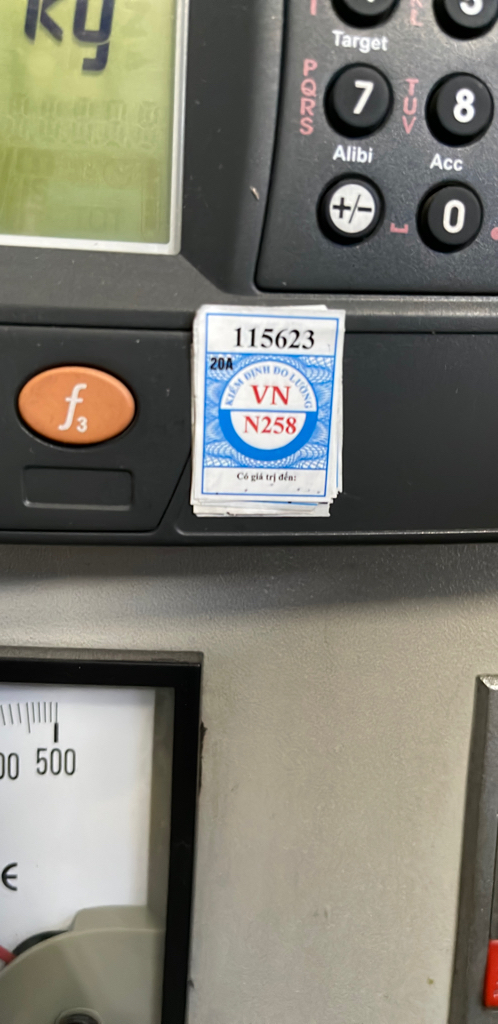 kg
Target
PQRS
7
TUV
8
Alibi
Acc
+/-
0
115623
20A
KIỂM ĐỊNH ĐO LƯỜNG
VN
N258
Có giá trị đến:
f3
500